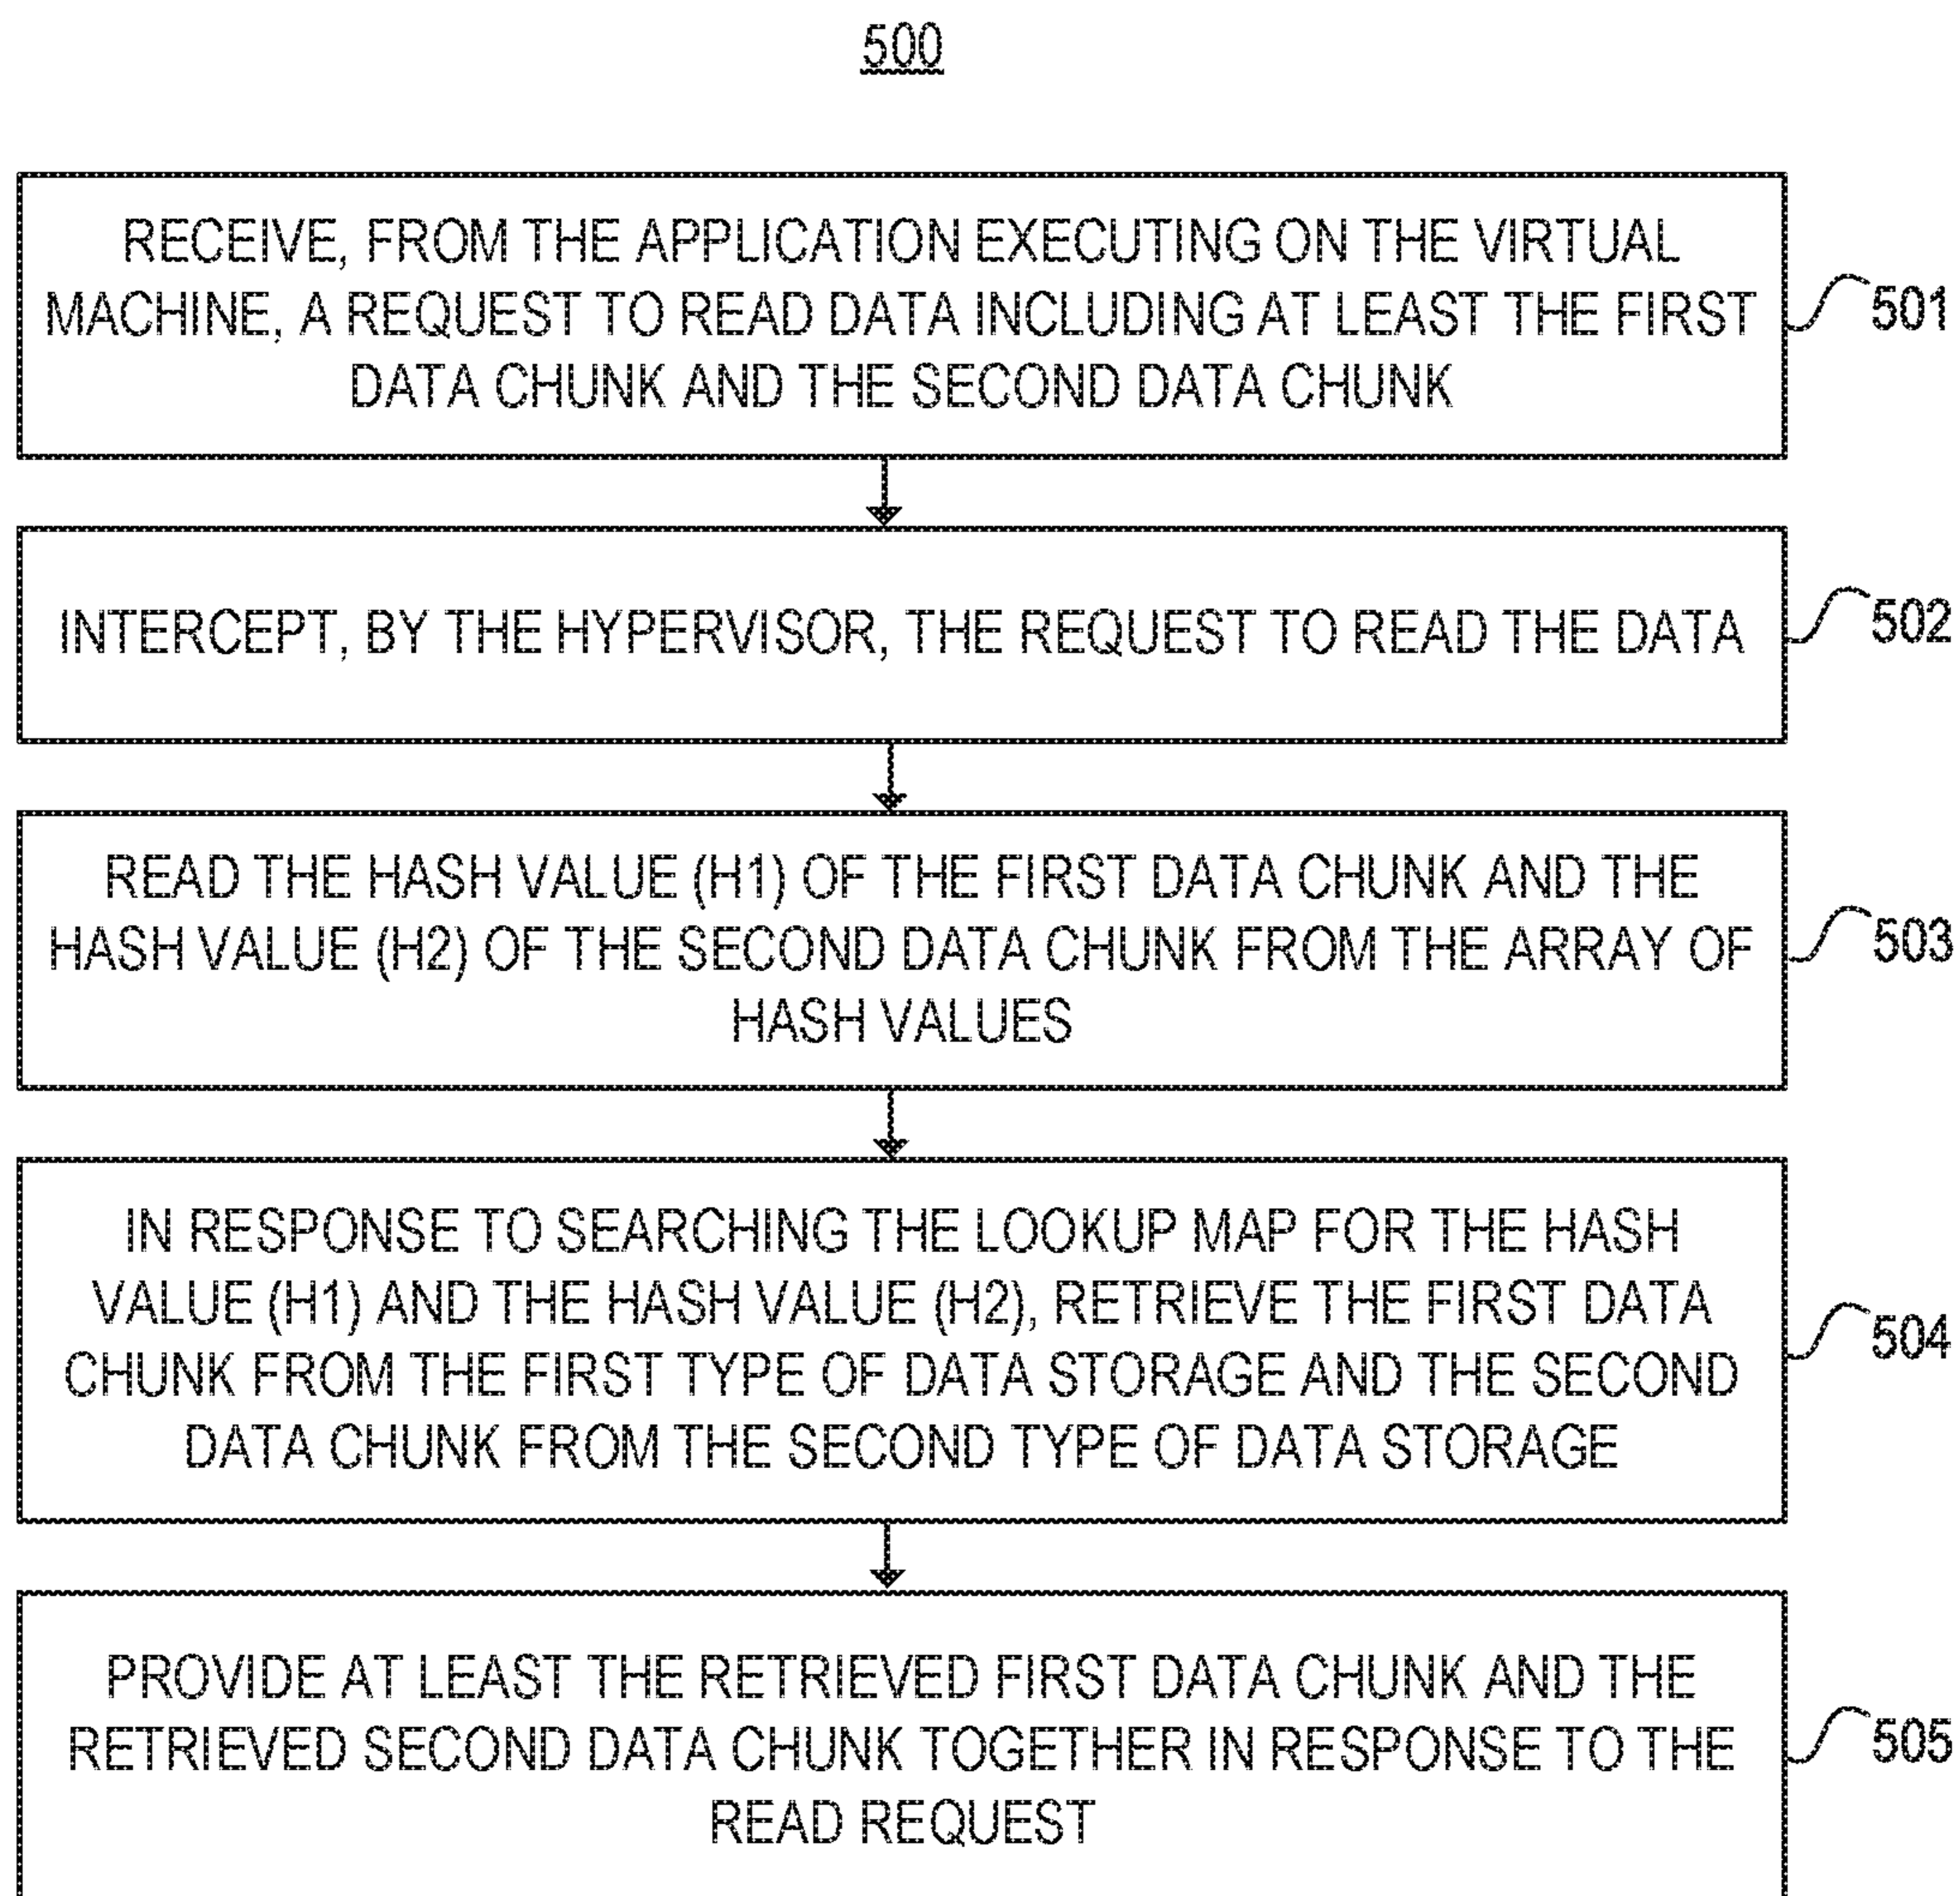 500
RECEIVE, FROM THE APPLICATION EXECUTING ON THE VIRTUAL
MACHINE, A REQUEST TO READ DATA INCLUDING AT LEAST THE FIRST
DATA CHUNK AND THE SECOND DATA CHUNK
501
INTERCEPT, BY THE HYPERVISOR, THE REQUEST TO READ THE DATA
502
READ THE HASH VALUE (H1) OF THE FIRST DATA CHUNK AND THE
HASH VALUE (H2) OF THE SECOND DATA CHUNK FROM THE ARRAY OF
HASH VALUES
503
IN RESPONSE TO SEARCHING THE LOOKUP MAP FOR THE HASH
VALUE (H1) AND THE HASH VALUE (H2), RETRIEVE THE FIRST DATA
CHUNK FROM THE FIRST TYPE OF DATA STORAGE AND THE SECOND
DATA CHUNK FROM THE SECOND TYPE OF DATA STORAGE
504
PROVIDE AT LEAST THE RETRIEVED FIRST DATA CHUNK AND THE
RETRIEVED SECOND DATA CHUNK TOGETHER IN RESPONSE TO THE
READ REQUEST
505